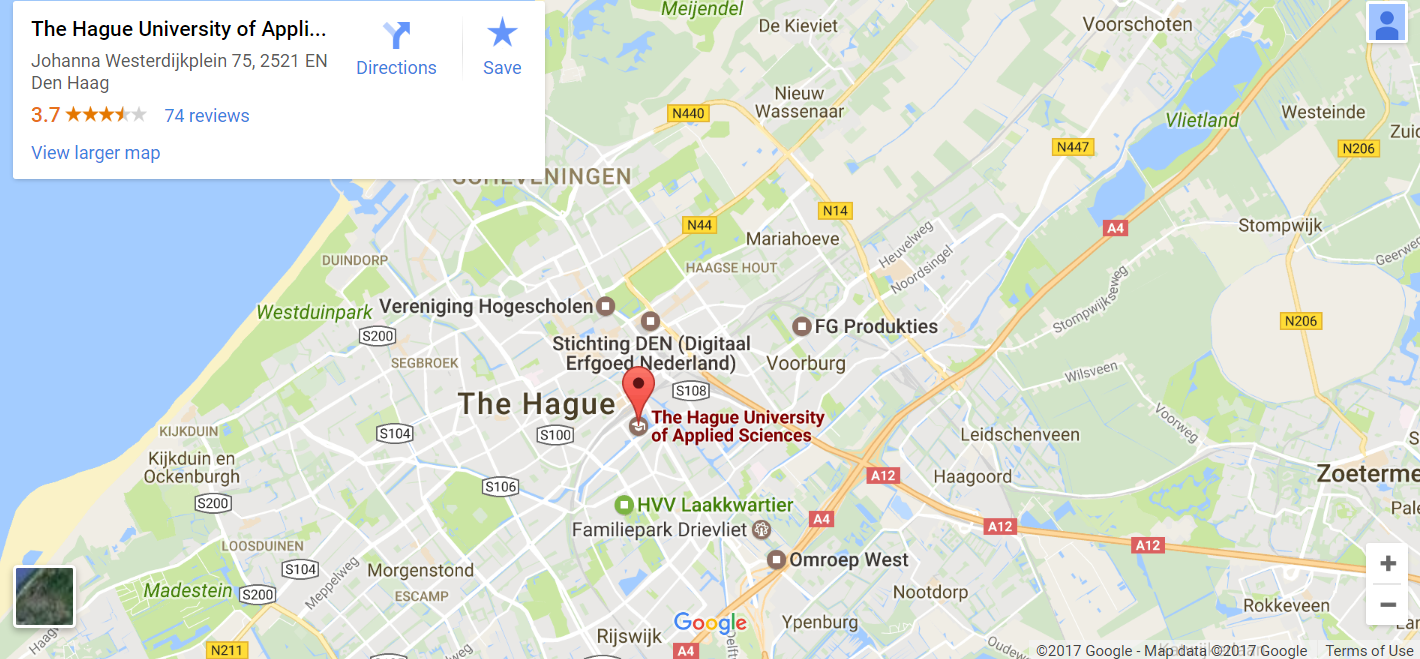 The Hague University of Appli...
Johanna Westerdijkplein 75, 2521 EN
Den Haag
3.7
74 reviews
View larger map
Directions
Save
Meijendel
De Kieviet
Voorschoten
Nieuw
Wassenaar
N440
N447
Vlietland
Westeinde
Zuid
N206
SCHEVENINGEN
N44
N14
Mariahoeve
A4
Stompwijk
Heuvelweg
Noordsingel
Geerweg
DUINDORP
HAAGSE HOUT
Westduinpark
Vereniging Hogescholen
Stompwijkseweg
S200
Stichting DEN (Digitaal
Erfgoed Nederland)
FG Produkties
N206
SEGBROEK
Voorburg
Wilsveen
S108
The Hague
The Hague University
of Applied Sciences
Voorweg
KIJKDUIN
S104
S100
Leidschenveen
Kijkduin en
Ockenburgh
S200
S106
A12
Haagoord
Zoeterme
HVV Laakkwartier
A4
Familiepark Drievliet
A12
Pale
LOOSDUINEN
A12
S104
Meppelweg
Morgenstond
Omroep West
Madestein
S200
ESCAMP
Nootdorp
Rokkeveen
Google
Rijswijk
Delft
Ypenburg
N211
A4
Oude
©2017 Google - Map data ©2017 Google
Terms of Use